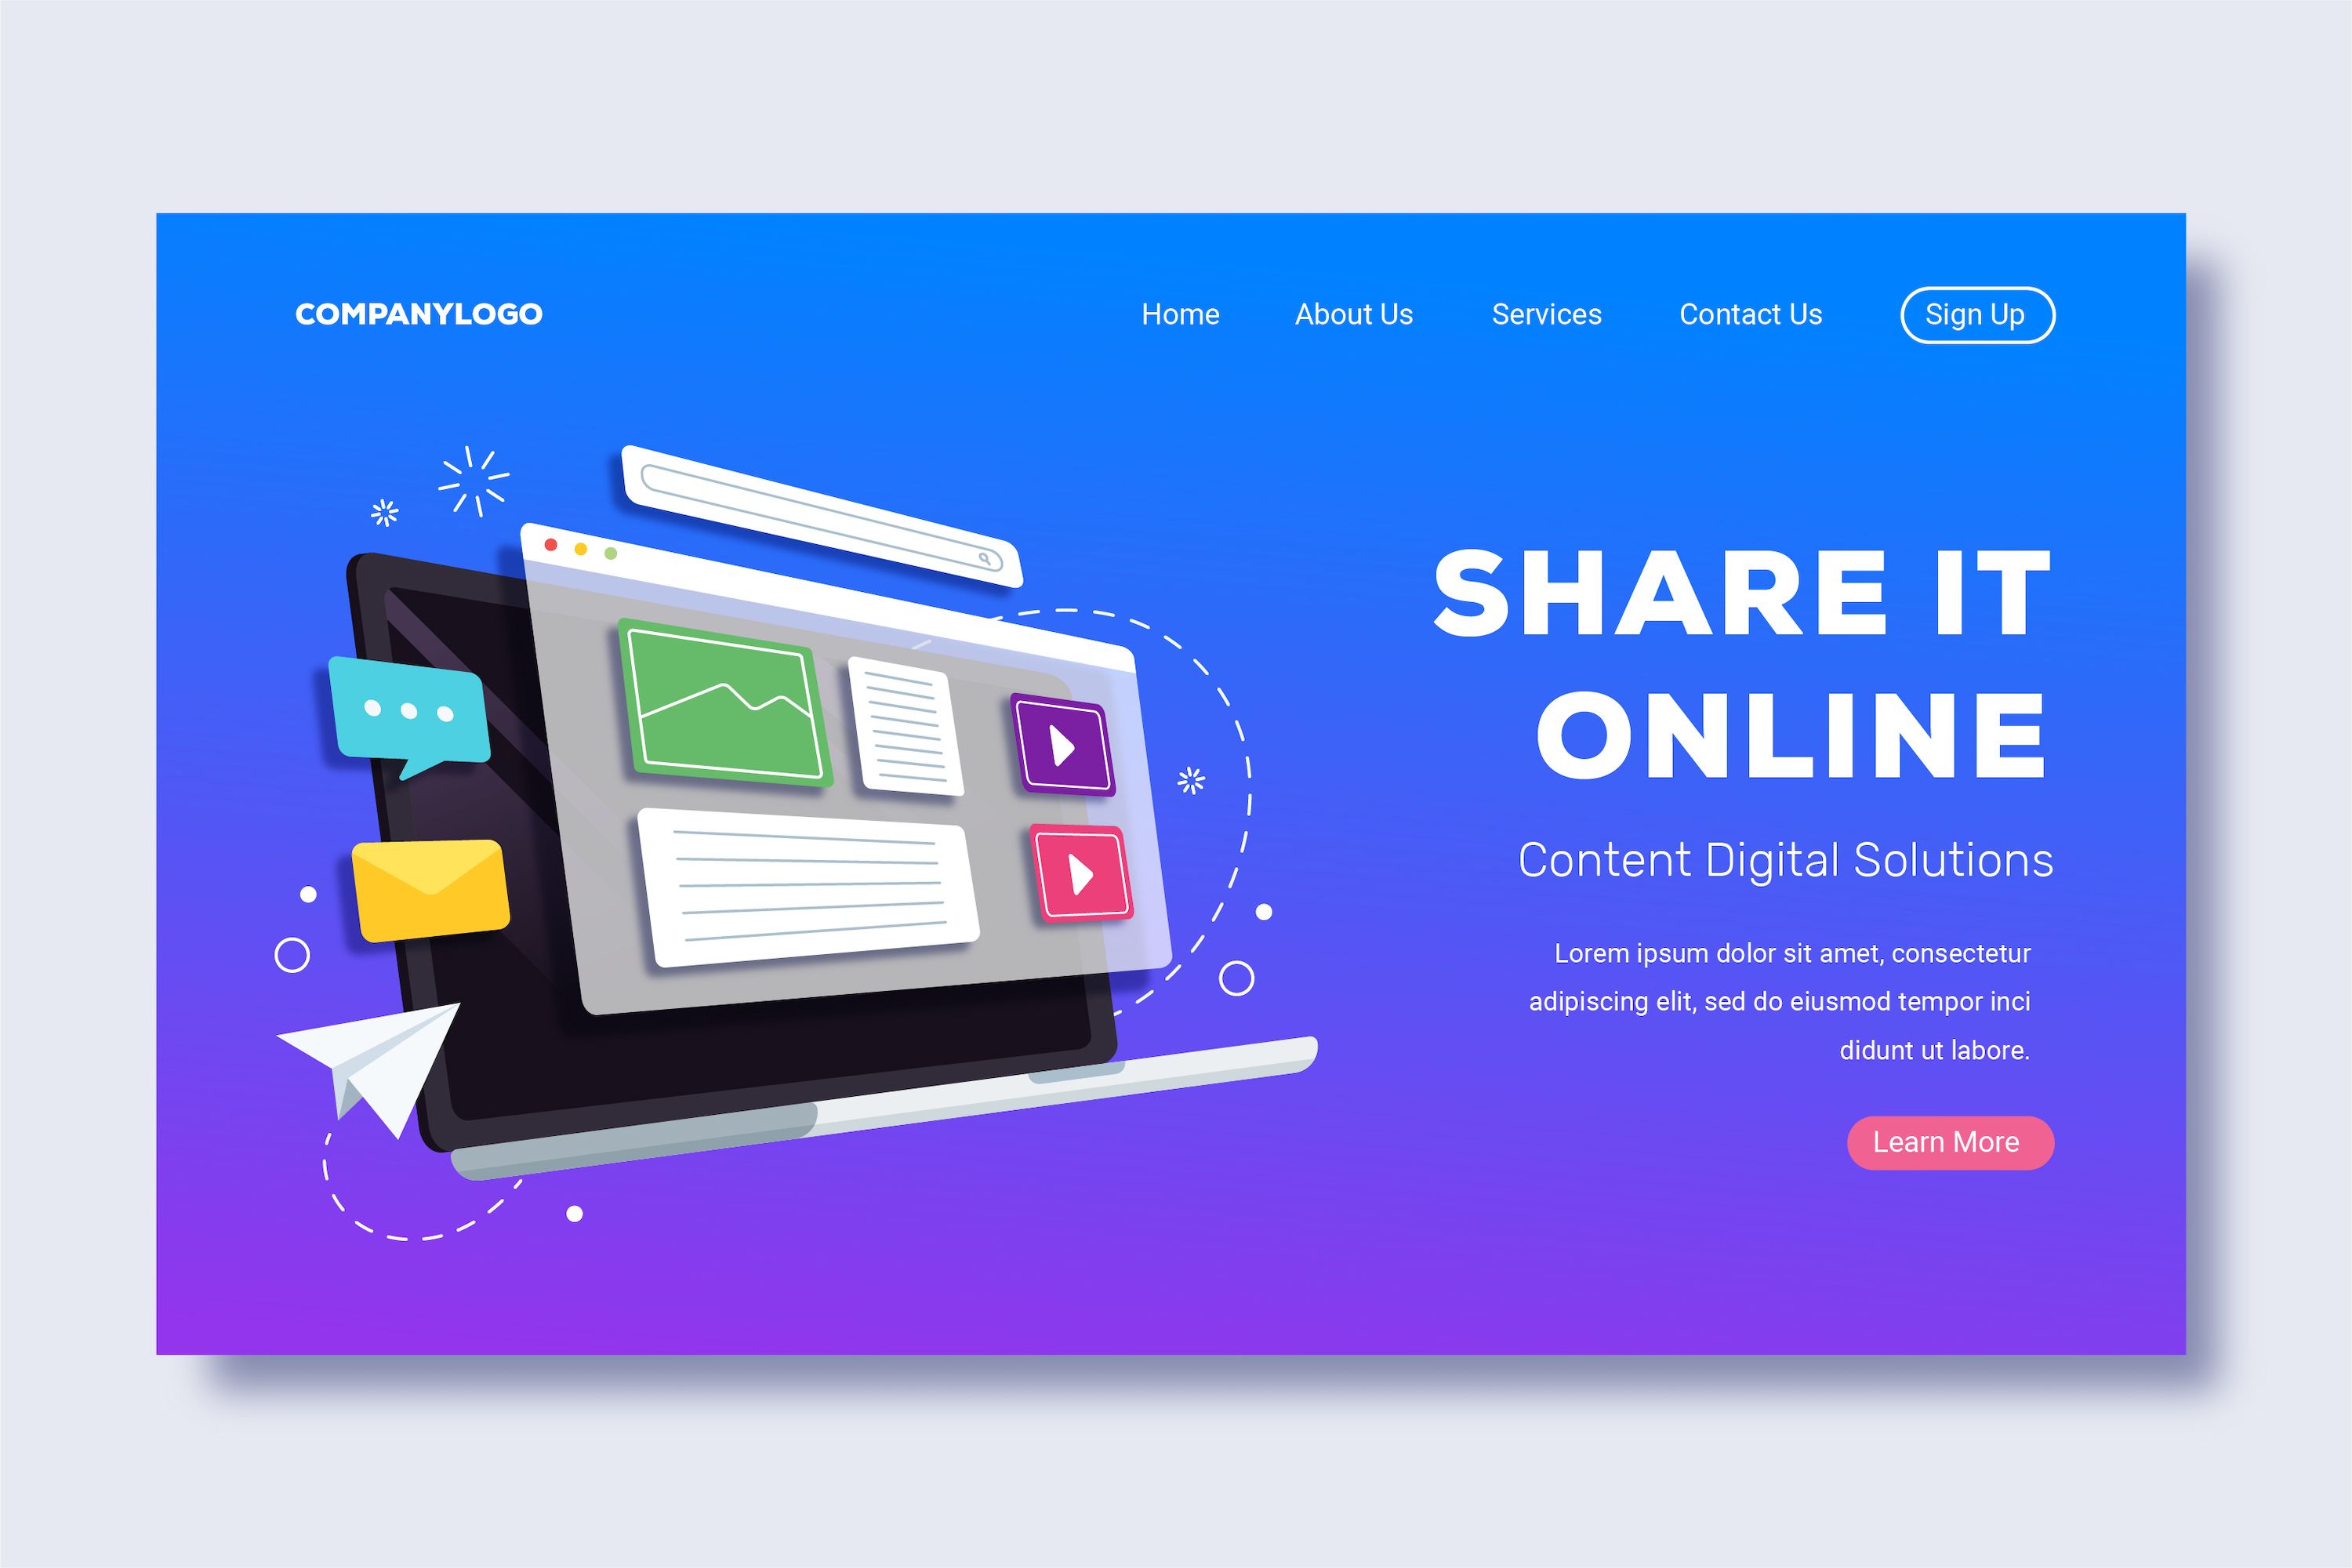 COMPANYLOGO
Home About Us Services Contact Us Sign Up
SHARE IT
ONLINE
Content Digital Solutions
Lorem ipsum dolor sit amet, consectetur
adipiscing elit, sed do eiusmod tempor inci
didunt ut labore.
Learn More